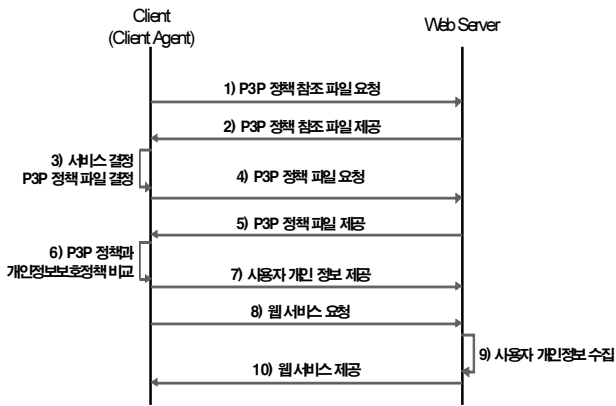 Client
(Client Agent)
Web Server
1) P3P 정책 참조 파일 요청
2) P3P 정책 참조 파일 제공
3) 서비스 결정
P3P 정책 파일 결정
4) P3P 정책 파일 요청
5) P3P 정책 파일 제공
6) P3P 정책과
개인정보보호정책 비교
7) 사용자 개인 정보 제공
8) 웹 서비스 요청
9) 사용자 개인정보 수집
10) 웹 서비스 제공